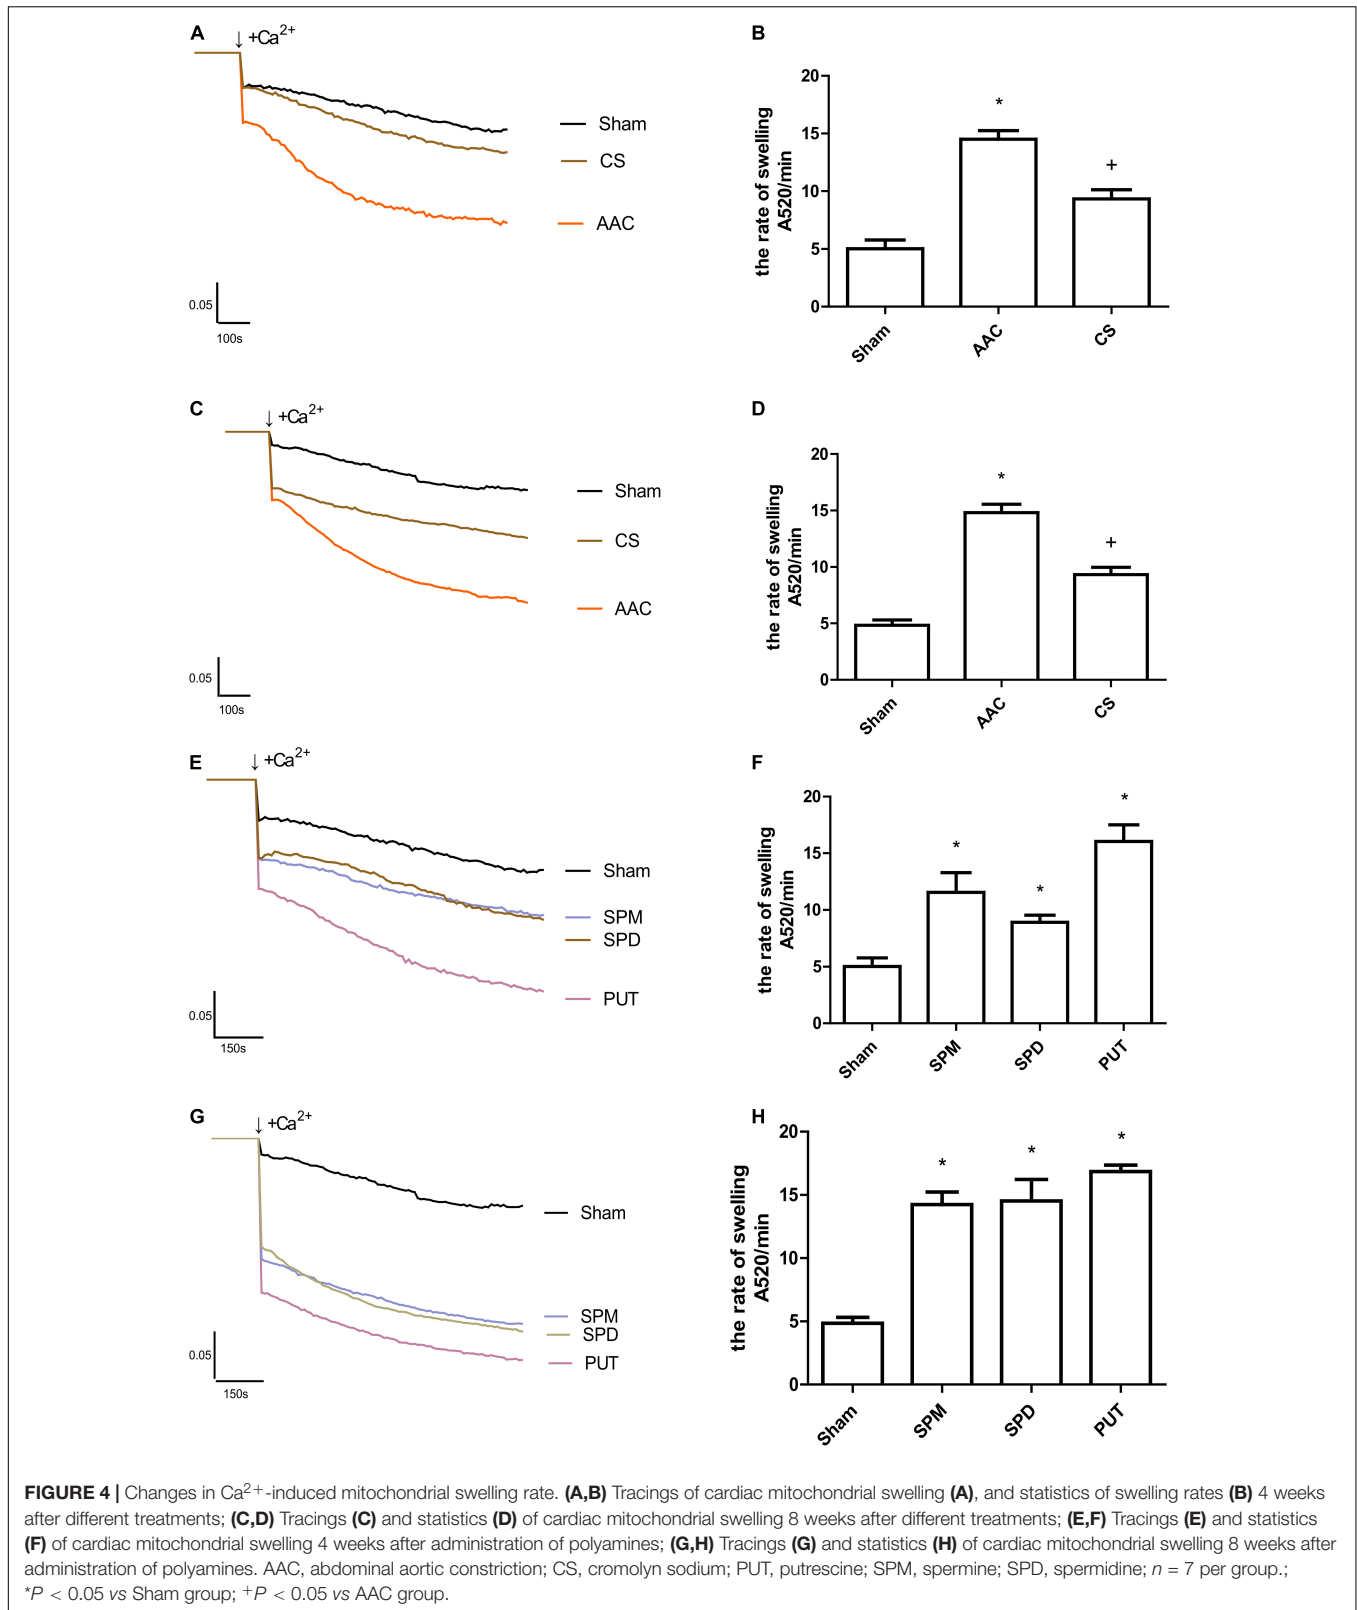 A
↓ +Ca2+
Sham
CS
AAC
0.05
100s
B
the rate of swelling
A520/min
20
15
10
5
0
*
+
Sham
AAC
CS
C
↓ +Ca2+
Sham
CS
AAC
0.05
100s
D
the rate of swelling
A520/min
20
15
10
5
0
*
+
Sham
AAC
CS
E
↓ +Ca2+
Sham
SPM
SPD
PUT
0.05
150s
F
the rate of swelling
A520/min
20
15
10
5
0
*
*
*
Sham
SPM
SPD
PUT
G
↓ +Ca2+
Sham
SPM
SPD
PUT
0.05
150s
H
the rate of swelling
A520/min
20
15
10
5
0
*
*
*
Sham
SPM
SPD
PUT
FIGURE 4 | Changes in Ca2+-induced mitochondrial swelling rate. (A,B) Tracings of cardiac mitochondrial swelling (A), and statistics of swelling rates (B) 4 weeks
after different treatments; (C,D) Tracings (C) and statistics (D) of cardiac mitochondrial swelling 8 weeks after different treatments; (E,F) Tracings (E) and statistics
(F) of cardiac mitochondrial swelling 4 weeks after administration of polyamines; (G,H) Tracings (G) and statistics (H) of cardiac mitochondrial swelling 8 weeks after
administration of polyamines. AAC, abdominal aortic constriction; CS, cromolyn sodium; PUT, putrescine; SPM, spermine; SPD, spermidine; n = 7 per group.;
*P < 0.05 vs Sham group; +P < 0.05 vs AAC group.